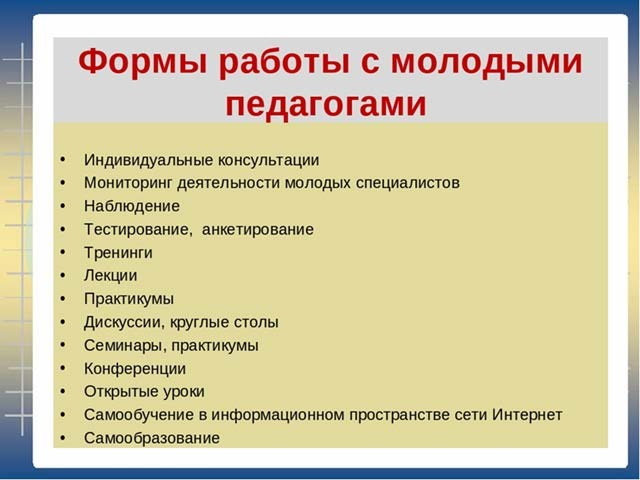 Формы работы с молодыми
педагогами
• Индивидуальные консультации
• Мониторинг деятельности молодых специалистов
• Наблюдение
• Тестирование, анкетирование
• Тренинги
• Лекции
• Практикумы
• Дискуссии, круглые столы
• Семинары, практикумы
• Конференции
• Открытые уроки
• Самообучение в информационном пространстве сети Интернет
• Самообразование